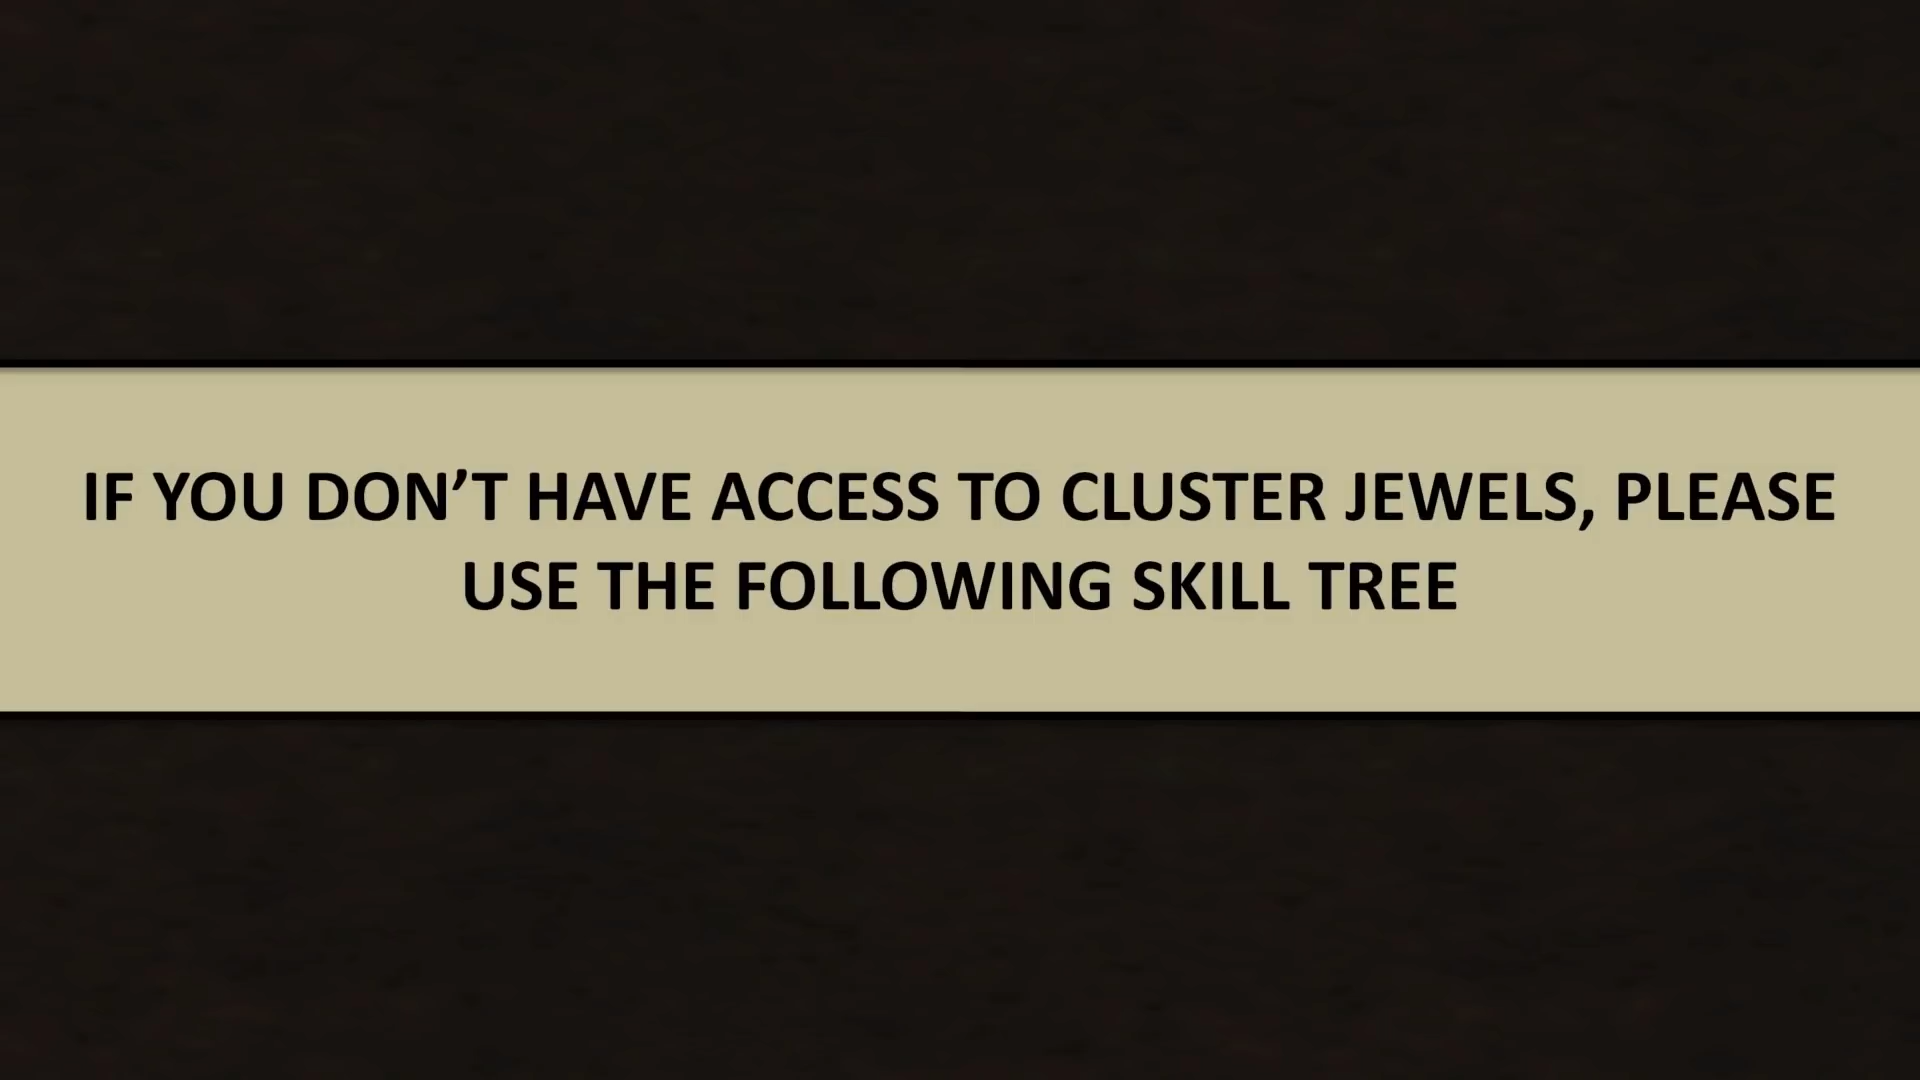 IF YOU DON’T HAVE ACCESS TO CLUSTER JEWELS, PLEASE
USE THE FOLLOWING SKILL TREE